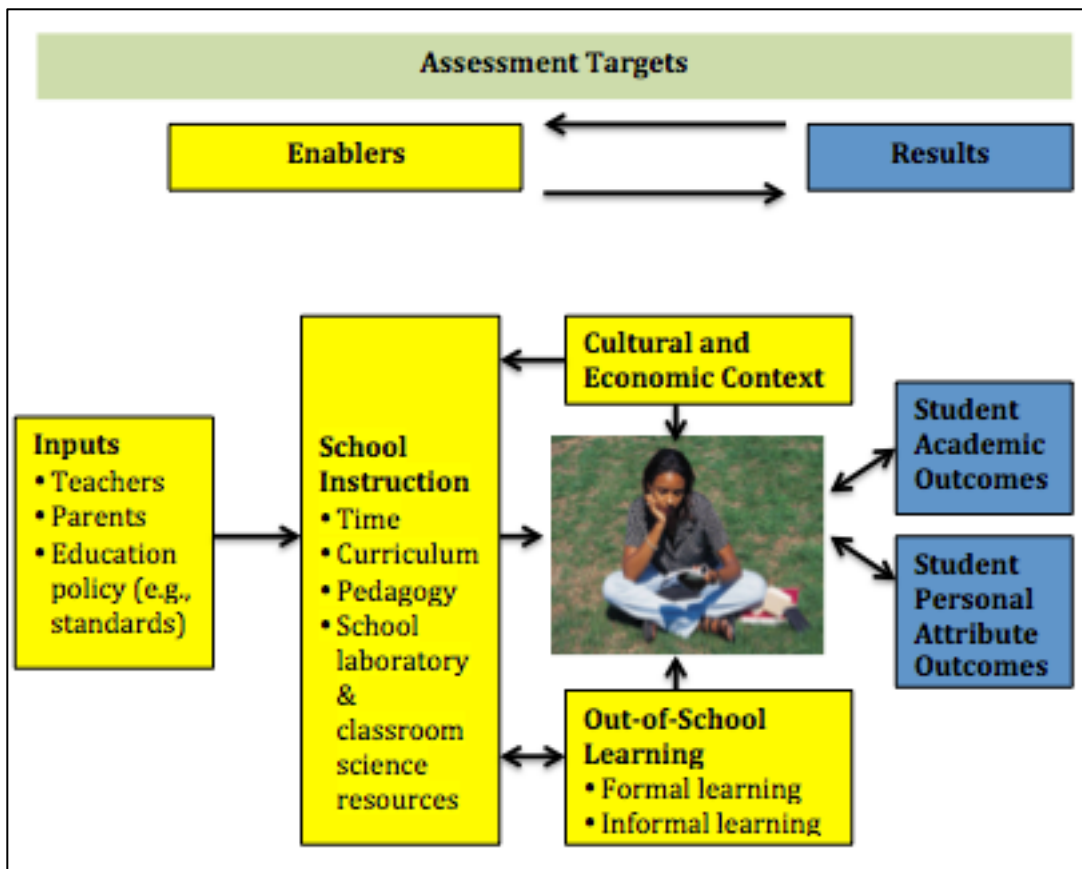 Assessment Targets
Enablers
Results
Inputs
• Teachers
• Parents
• Education
policy (e.g.,
standards)
School
Instruction
• Time
• Curriculum
• Pedagogy
• School
laboratory
&
classroom
science
resources
Cultural and
Economic Context
Out-of-School
Learning
• Formal learning
• Informal learning
Student
Academic
Outcomes
Student
Personal
Attribute
Outcomes